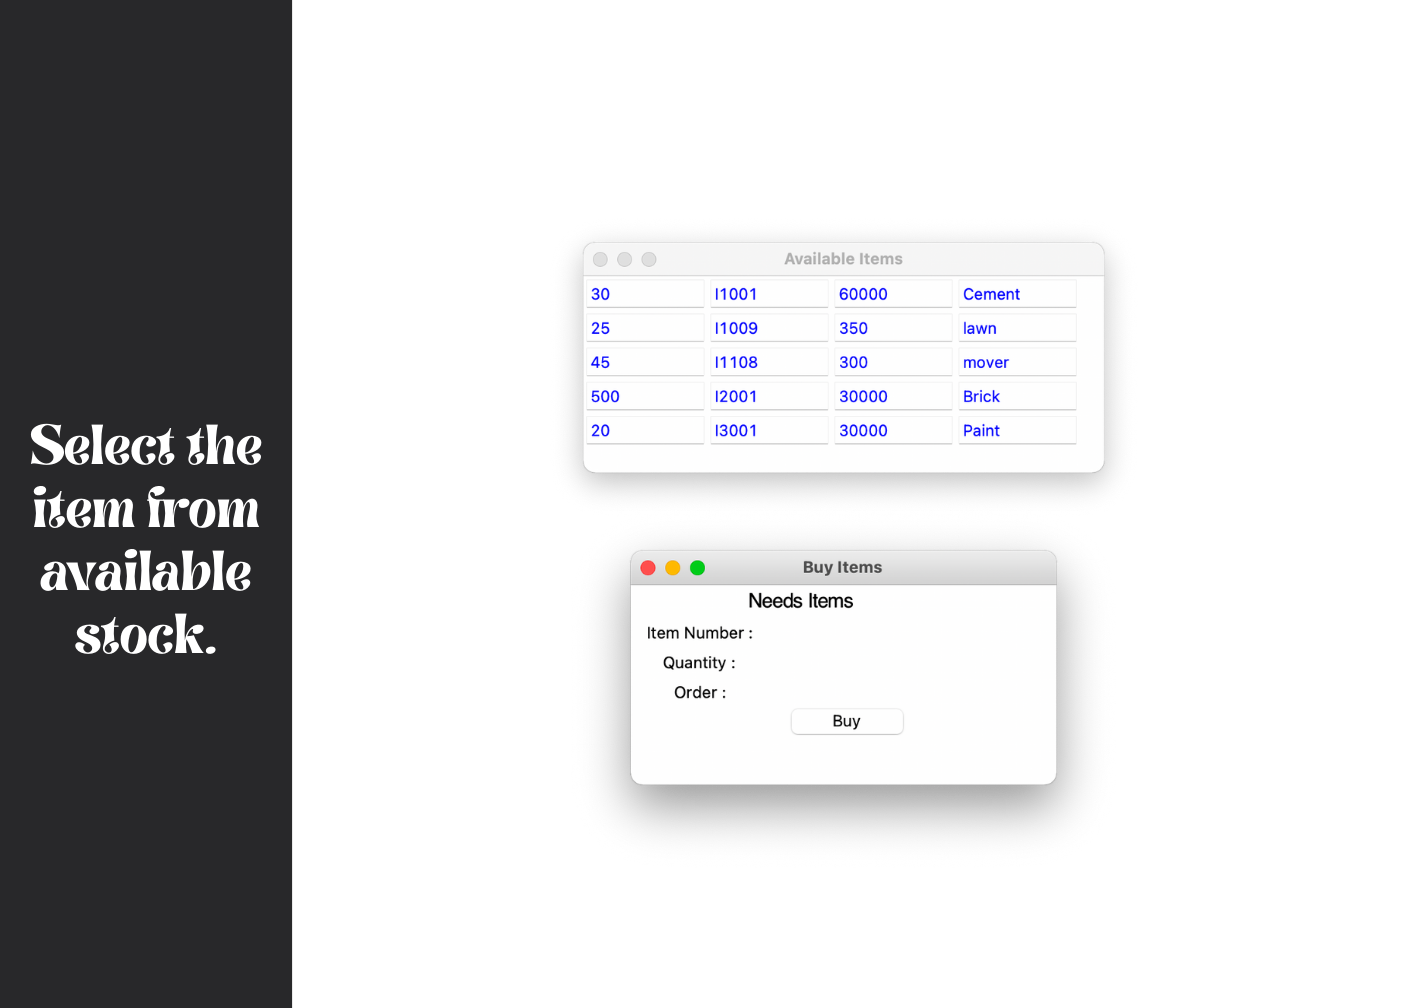 Select the
item from
available
stock.
Available Items
30 I1001 60000 Cement
25 I1009 350 lawn
45 I1108 300 mover
500 I2001 30000 Brick
20 I3001 30000 Paint
Buy Items
Needs Items
Item Number :
Quantity :
Order :
Buy